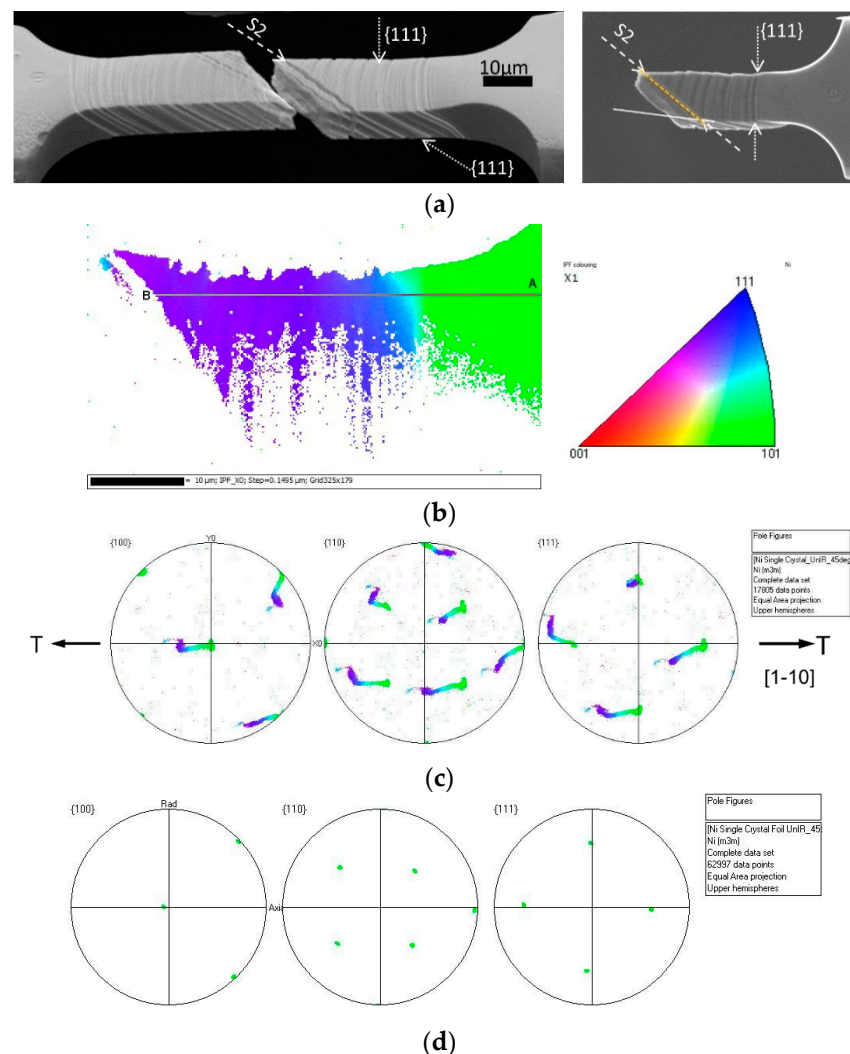 S2
{111}
10μm
{111}
S2
{111}
(a)
B
A
= 10 μm; IPF_X0; Step=0.1495 μm; Grid325x179
IPF colouring
X1
Ni
111
001
101
(b)
{100}
Y0
{110}
{111}
X0
T
T
[1-10]
Pole Figures
[Ni Single Crystal_UnIR_45deg
Ni (m3m)
Complete data set
17805 data points
Equal Area projection
Upper hemispheres
(c)
{100}
Rad
{110}
{111}
Axi
Pole Figures
[Ni Single Crystal Foil UnIR_45
Ni (m3m)
Complete data set
62997 data points
Equal Area projection
Upper hemispheres
(d)